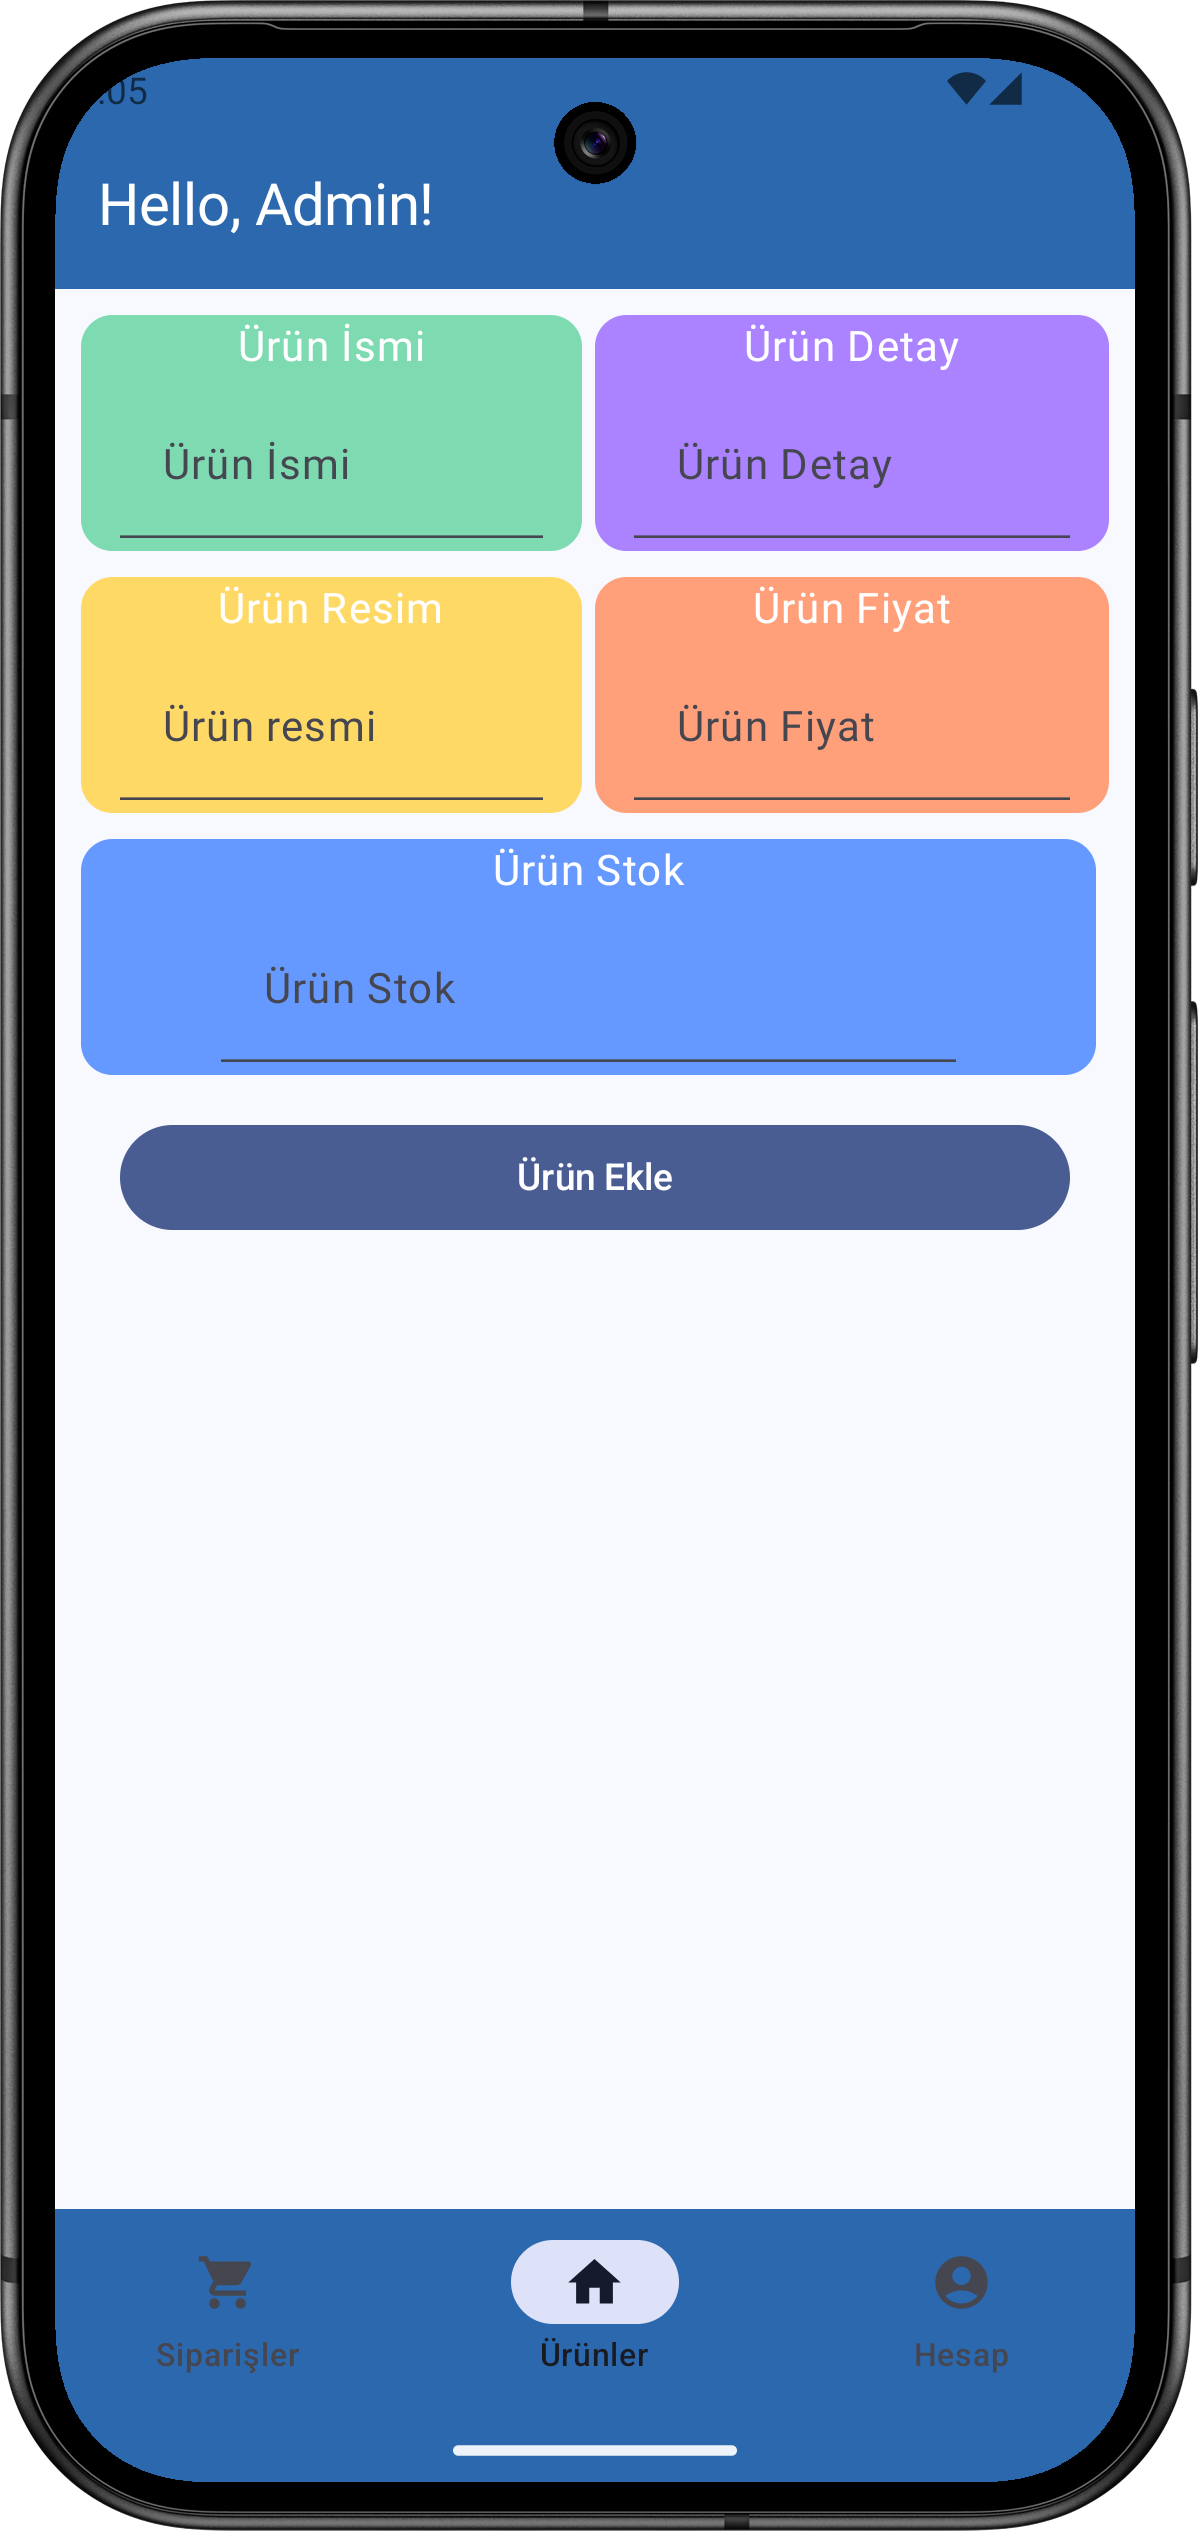 :05
Hello, Admin!
Ürün İsmi
Ürün Detay
Ürün İsmi
Ürün Detay
Ürün Resim
Ürün Fiyat
Ürün resmi
Ürün Fiyat
Ürün Stok
Ürün Stok
Ürün Ekle
Siparişler
Ürünler
Hesap